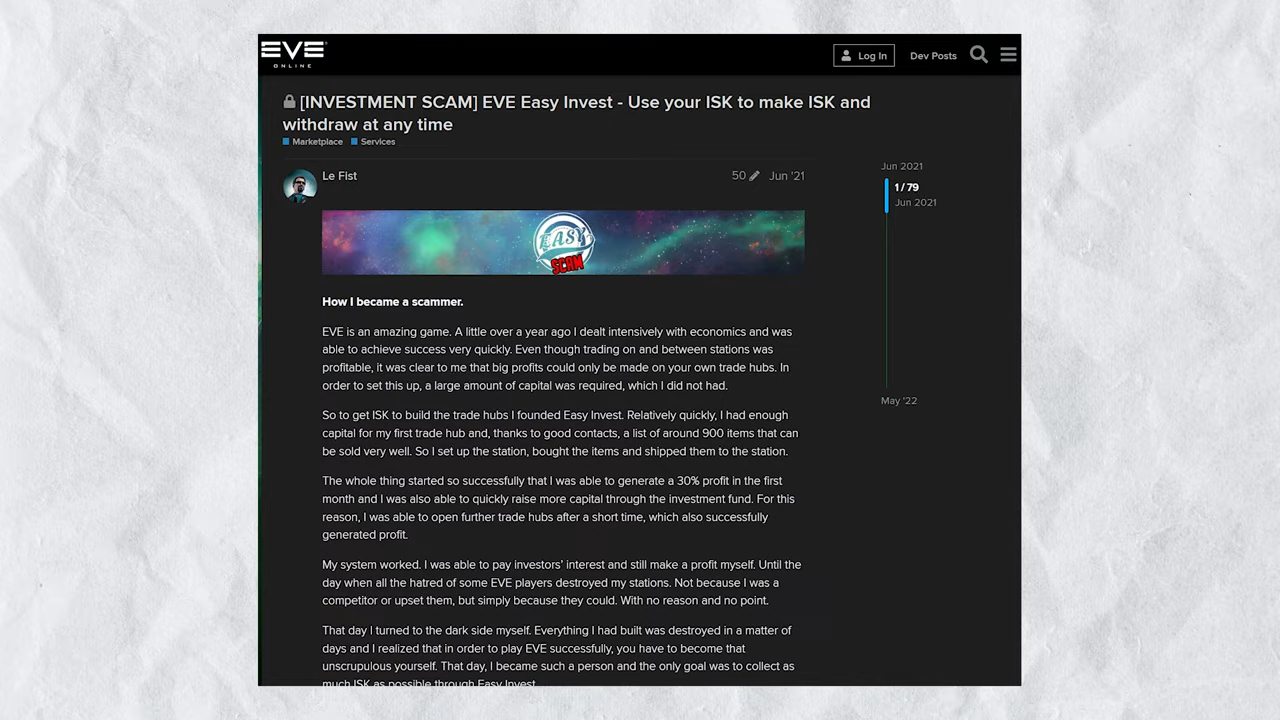 EVE
ONLINE
Log In
Dev Posts
[INVESTMENT SCAM] EVE Easy Invest - Use your ISK to make ISK and
withdraw at any time
Marketplace Services
Le Fist
50
Jun '21
EASY
SCAM
Jun 2021
1 / 79
Jun 2021
May '22
How I became a scammer.
EVE is an amazing game. A little over a year ago I dealt intensively with economics and was
able to achieve success very quickly. Even though trading on and between stations was
profitable, it was clear to me that big profits could only be made on your own trade hubs. In
order to set this up, a large amount of capital was required, which I did not had.
So to get ISK to build the trade hubs I founded Easy Invest. Relatively quickly, I had enough
capital for my first trade hub and, thanks to good contacts, a list of around 900 items that can
be sold very well. So I set up the station, bought the items and shipped them to the station.
The whole thing started so successfully that I was able to generate a 30% profit in the first
month and I was also able to quickly raise more capital through the investment fund. For this
reason, I was able to open further trade hubs after a short time, which also successfully
generated profit.
My system worked. I was able to pay investors' interest and still make a profit myself. Until the
day when all the hatred of some EVE players destroyed my stations. Not because I was a
competitor or upset them, but simply because they could. With no reason and no point.
That day I turned to the dark side myself. Everything I had built was destroyed in a matter of
days and I realized that in order to play EVE successfully, you have to become that
unscrupulous yourself. That day, I became such a person and the only goal was to collect as
much ISK as possible through Easy Invest.